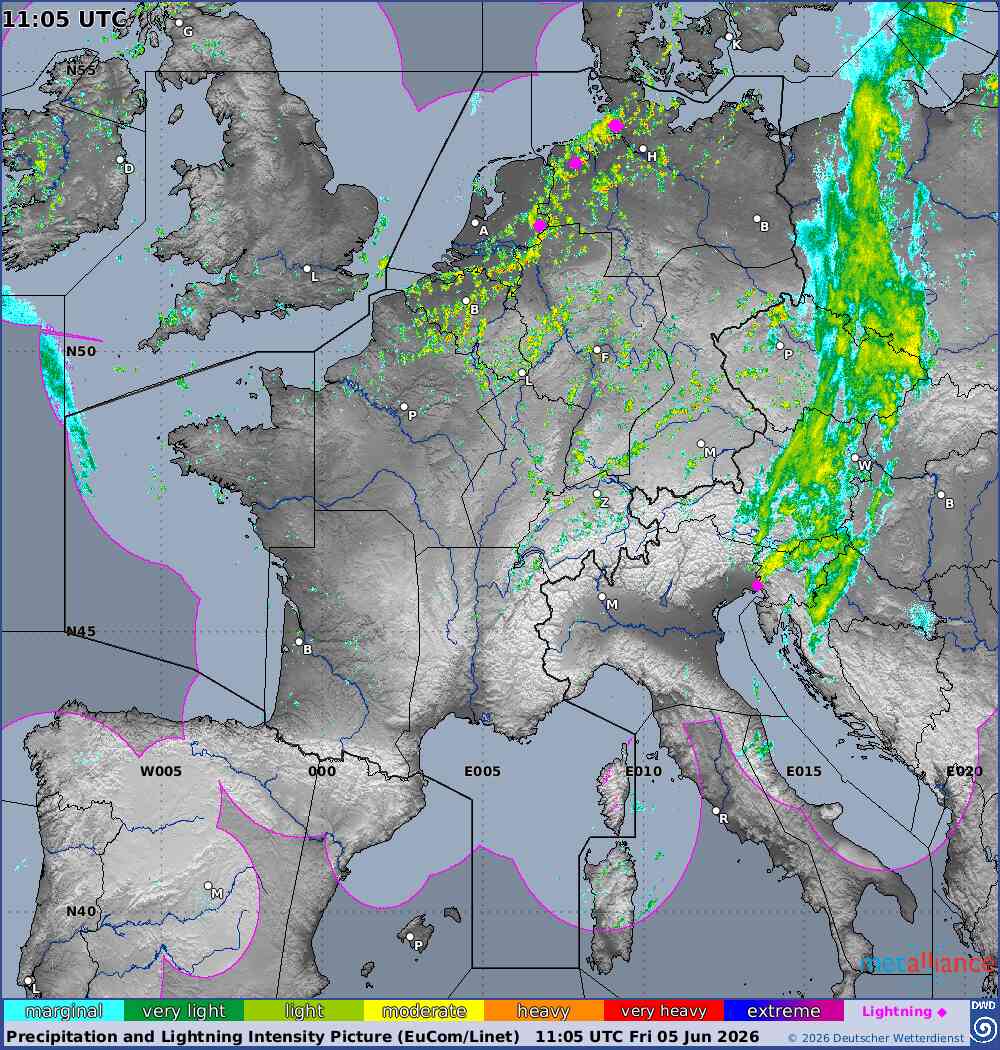 11:05 UTC
G
K
N55
H
D
A
B
L
B
N50
P
F
L
P
M
W
Z
B
M
N45
B
W005
000
E005
E010
E015
E020
R
M
N40
P
metalliance
L
marginal very light light moderate heavy very heavy extreme Lightning ◆ DWD
Precipitation and Lightning Intensity Picture (EuCom/Linet) 11:05 UTC Fri 05 Jun 2026 © 2026 Deutscher Wetterdienst